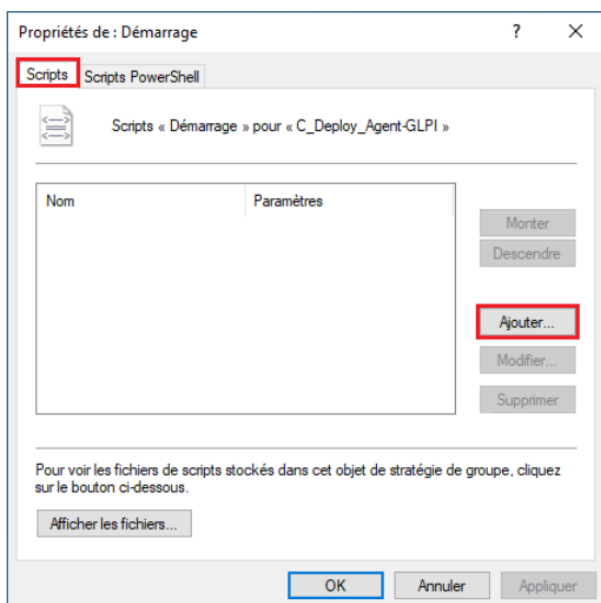 Propriétés de : Démarrage
? ×
Scripts
Scripts PowerShell
Scripts « Démarrage » pour « C_Deploy_Agent-GLPI »
Nom
Paramètres
Monter
Descendre
Ajouter...
Modifier...
Supprimer
Pour voir les fichiers de scripts stockés dans cet objet de stratégie de groupe, cliquez
sur le bouton ci-dessous.
Afficher les fichiers...
OK
Annuler
Appliquer